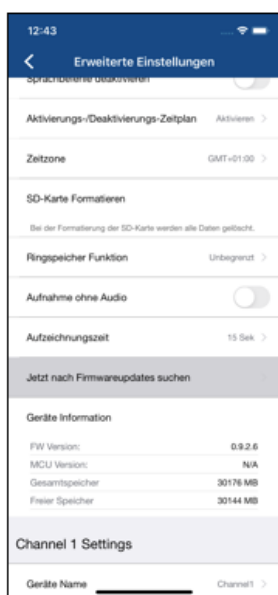 12:43
Erweiterte Einstellungen
Sprachbefehle deaktivieren
Aktivierungs-/Deaktivierungs-Zeitplan Aktivieren
Zeitzone GMT+01:00
SD-Karte Formatieren
Bei der Formatierung der SD-Karte werden alle Daten gelöscht.
Ringspeicher Funktion Unbegrenzt
Aufnahme ohne Audio
Aufzeichnungszeit 15 Sek
Jetzt nach Firmwareupdates suchen
Geräte Information
FW Version: 0.9.2.6
MCU Version: N/A
Gesamtspeicher 30176 MB
Freier Speicher 30144 MB
Channel 1 Settings
Geräte Name Channel1